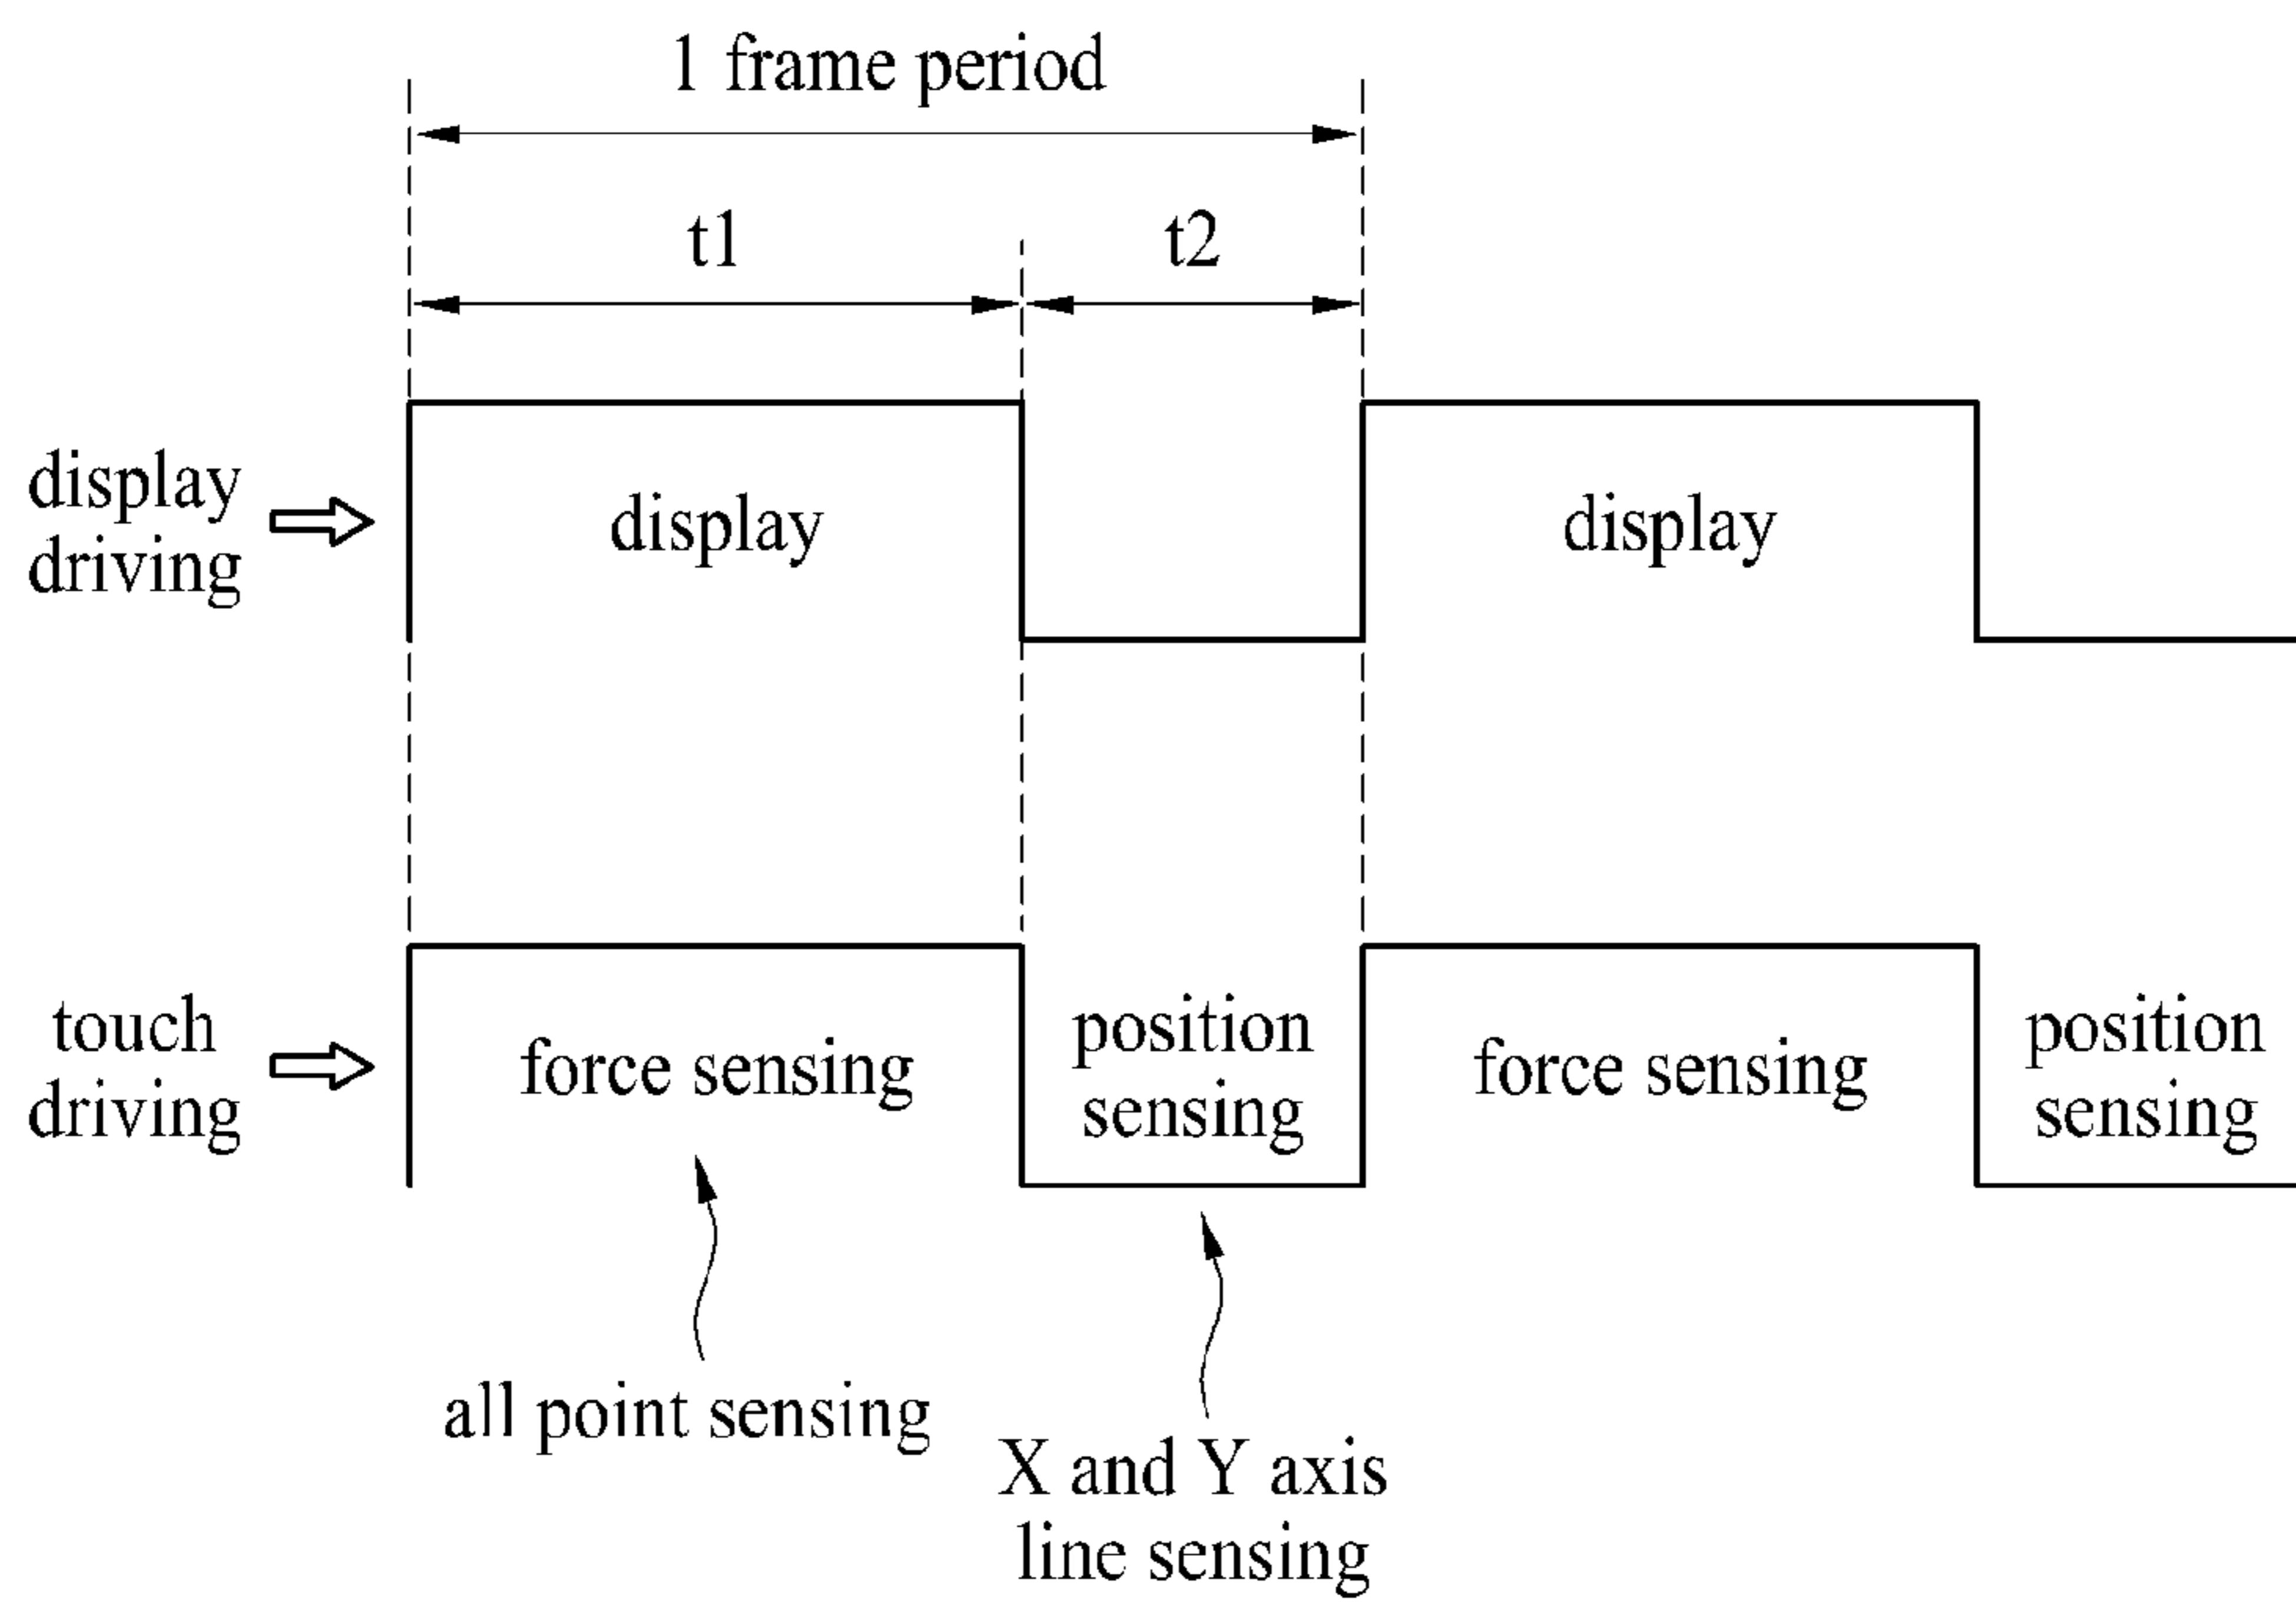 1 frame period
t1
t2
display
driving
display
display
touch
driving
force sensing
position
sensing
force sensing
position
sensing
all point sensing
X and Y axis
line sensing